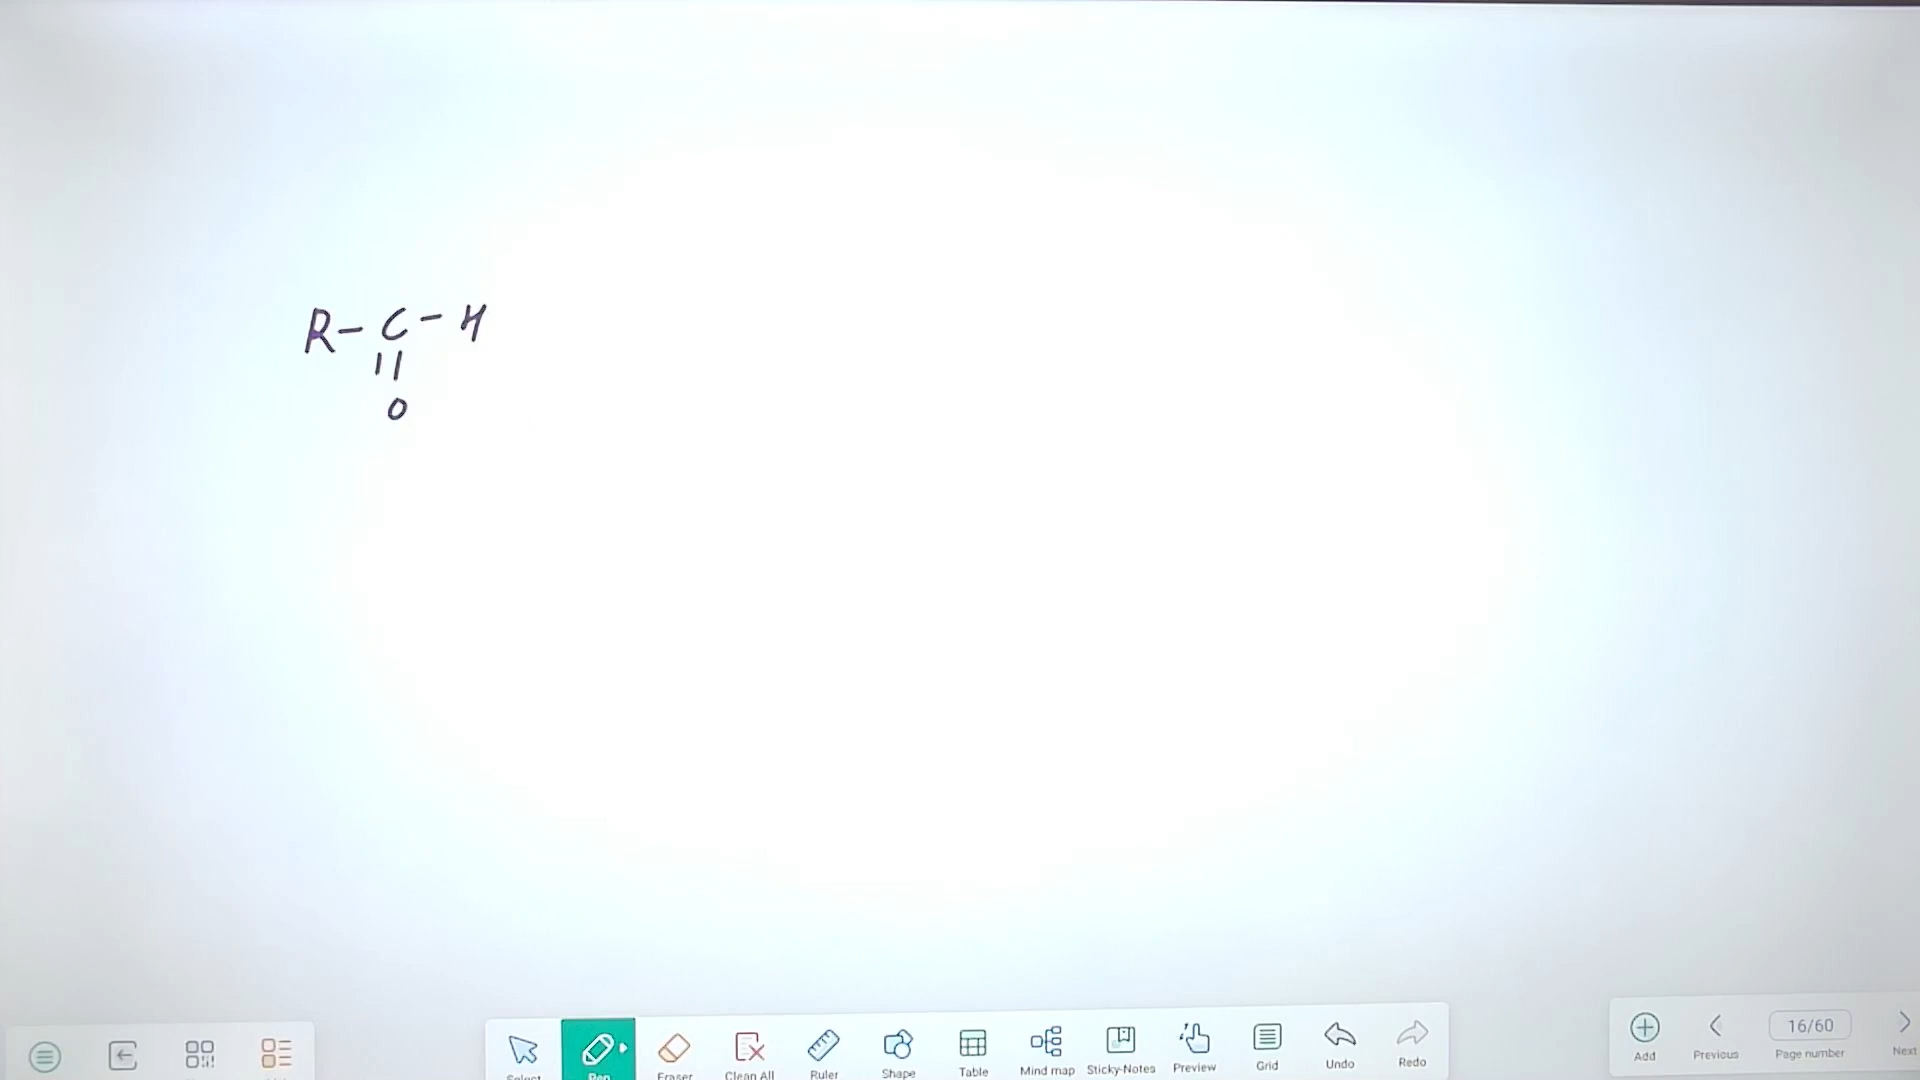 R - C - H
||
O
Select
Pen
Eraser
Clean All
Ruler
Shape
Table
Mind map
Sticky-Notes
Preview
Grid
Undo
Redo
Add
Previous
16/60
Page number
Next